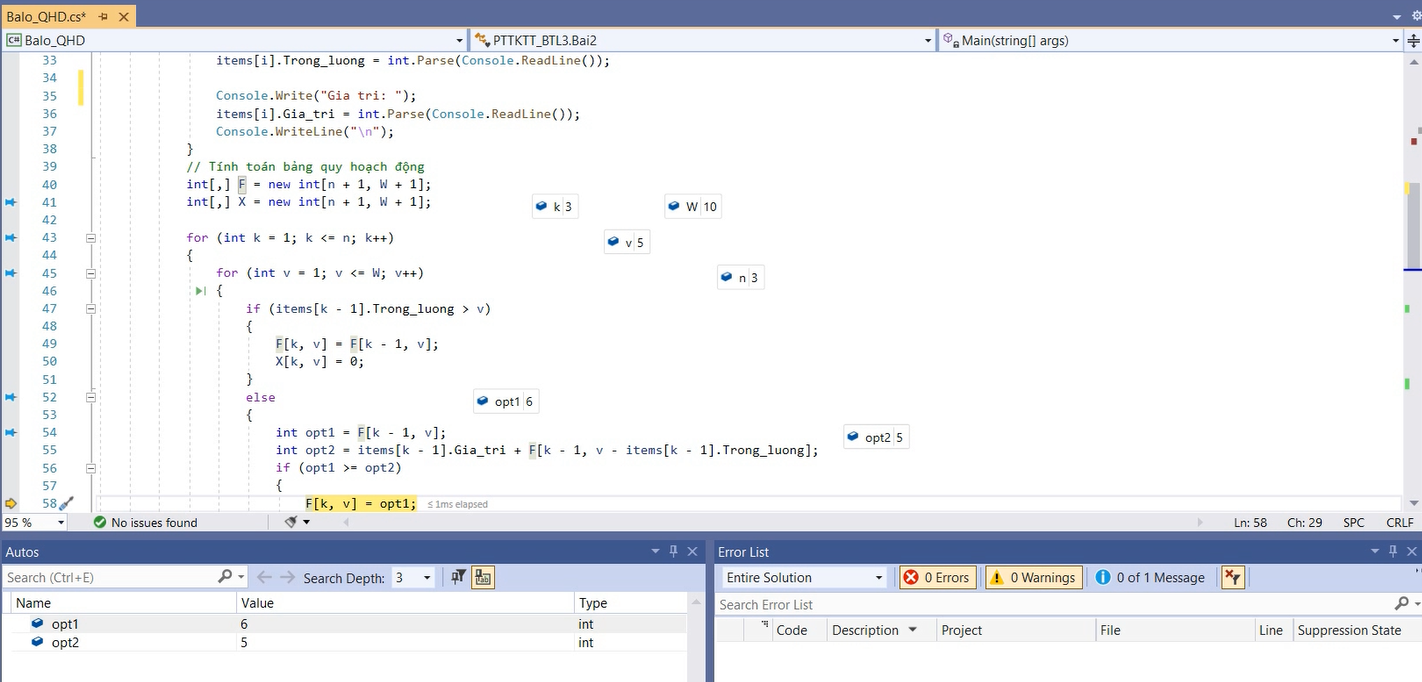 Balo_QHD.cs*
C# Balo_QHD PTTKTT_BTL3.Bai2 Main(string[] args)
33 items[i].Trong_luong = int.Parse(Console.ReadLine());
34
35 Console.Write("Gia tri: ");
36 items[i].Gia_tri = int.Parse(Console.ReadLine());
37 Console.WriteLine("\n");
38 }
39 // Tính toán bảng quy hoạch động
40 int[,] F = new int[n + 1, W + 1];
41 int[,] X = new int[n + 1, W + 1]; k 3 W 10
42
43 for (int k = 1; k <= n; k++) v 5
44 {
45 for (int v = 1; v <= W; v++) n 3
46 {
47 if (items[k - 1].Trong_luong > v)
48 {
49 F[k, v] = F[k - 1, v];
50 X[k, v] = 0;
51 }
52 else opt1 6
53 {
54 int opt1 = F[k - 1, v]; opt2 5
55 int opt2 = items[k - 1].Gia_tri + F[k - 1, v - items[k - 1].Trong_luong];
56 if (opt1 >= opt2)
57 {
58 F[k, v] = opt1; ≤ 1ms elapsed
95 % No issues found Ln: 58 Ch: 29 SPC CRLF
Autos
Search (Ctrl+E) Search Depth: 3
Name Value Type
opt1 6 int
opt2 5 int
Error List
Entire Solution 0 Errors 0 Warnings 0 of 1 Message
Search Error List
Code Description Project File Line Suppression State